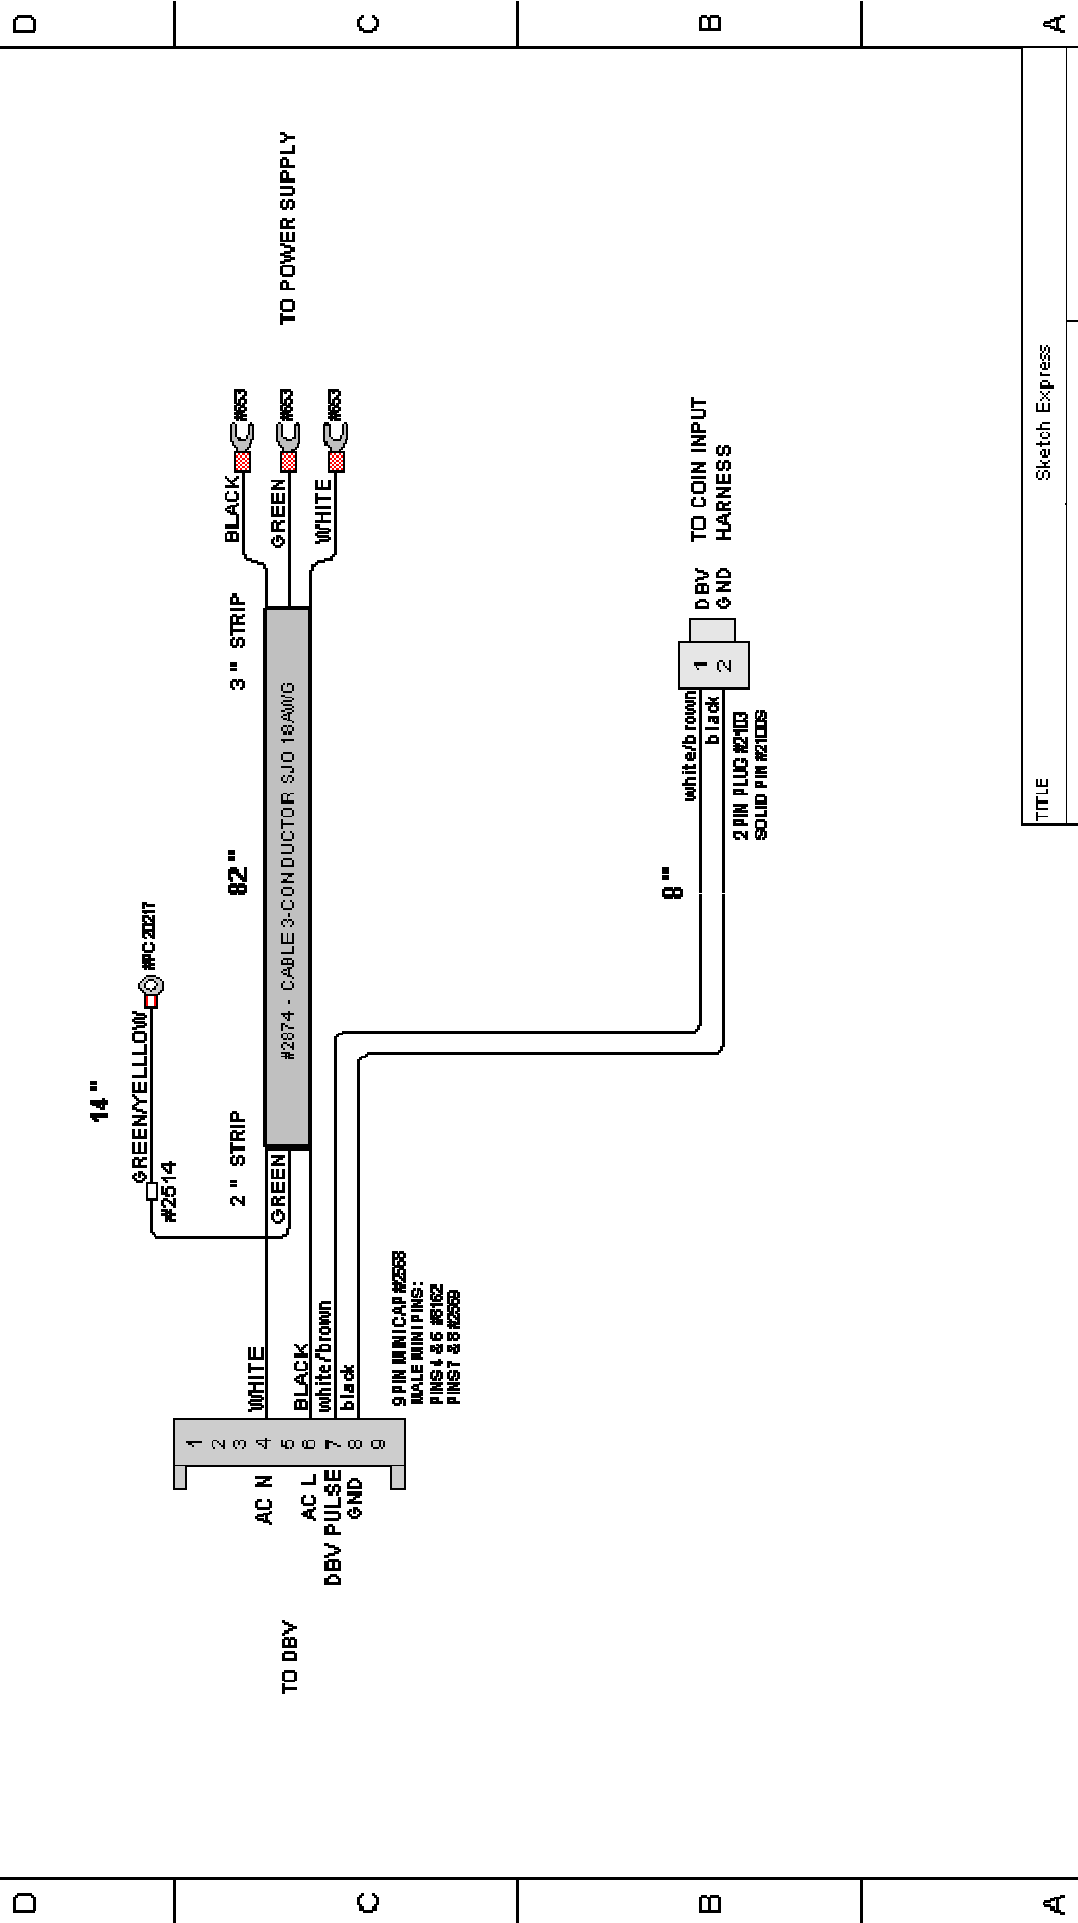 D
C
B
A
14"
GREEN/YELLLOW
#PC20217
#2514
2" STRIP
82"
3" STRIP
BLACK
#653
GREEN
#653
WHITE
#653
TO POWER SUPPLY
#2874 - CABLE 3-CONDUCTOR SJO 18AWG
GREEN
WHITE
BLACK
white/brown
black
1
2
3
4
5
6
7
8
9
AC N
AC L
DBV PULSE
GND
TO DBV
9 PIN MINI CAP #2568
MALE MINI PINS:
PINS 4 & 6 #8162
PINS 7 & 8 #2569
8"
white/brown
black
1
2
DBV
GND
TO COIN INPUT
HARNESS
2 PIN PLUG #2103
SOLID PIN #2100S
TITLE
Sketch Express
D
C
B
A